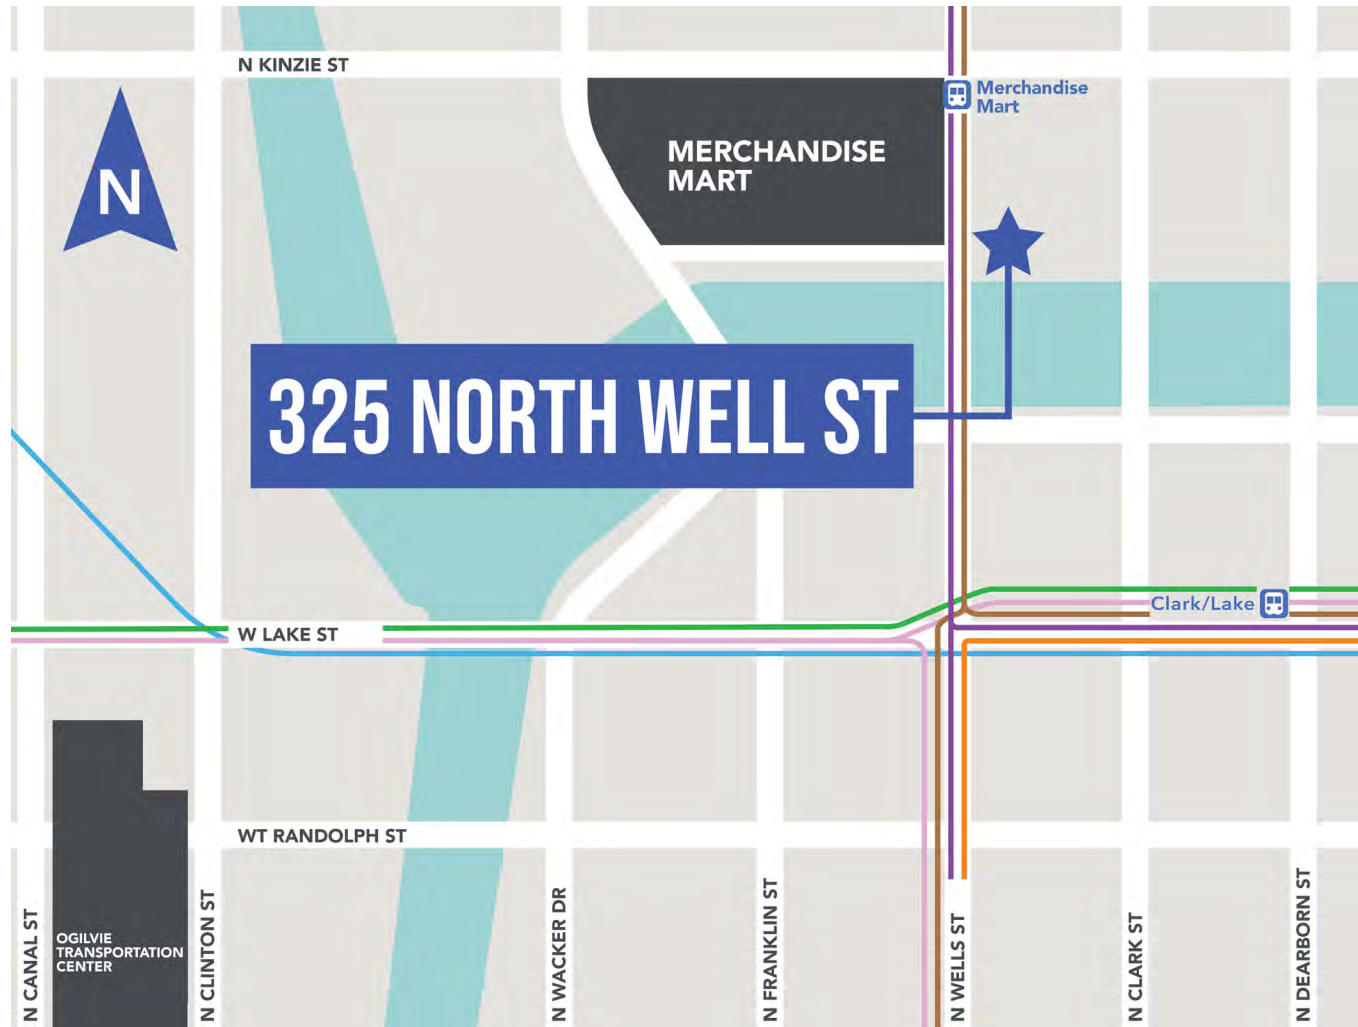 N KINZIE ST
Merchandise
Mart
MERCHANDISE
MART
N
325 NORTH WELL ST
Clark/Lake
W LAKE ST
WT RANDOLPH ST
OGILVIE
TRANSPORTATION
CENTER
N CANAL ST
N CLINTON ST
N WACKER DR
N FRANKLIN ST
N WELLS ST
N CLARK ST
N DEARBORN ST